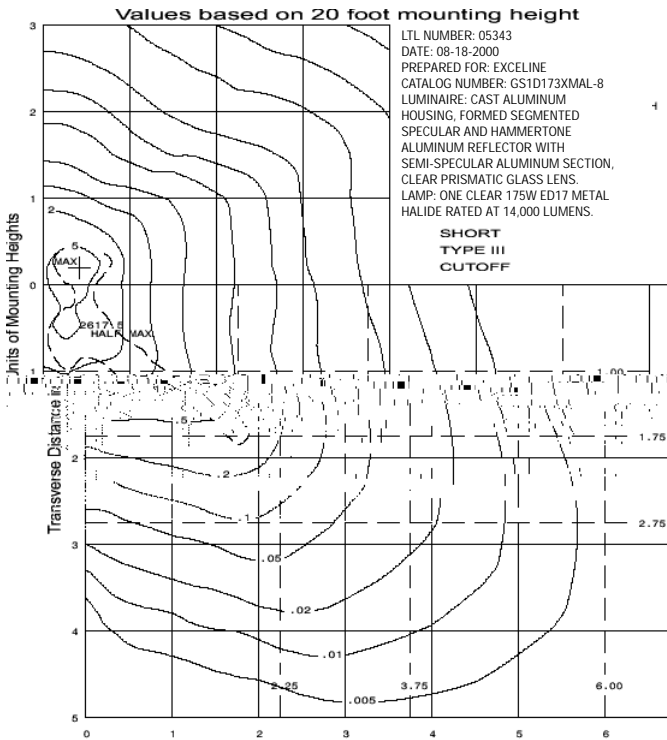 Values based on 20 foot mounting height
LTL NUMBER: 05343
DATE: 08-18-2000
PREPARED FOR: EXCELINE
CATALOG NUMBER: GS1D173XMAL-8
LUMINAIRE: CAST ALUMINUM
HOUSING, FORMED SEGMENTED
SPECULAR AND HAMMERTONE
ALUMINUM REFLECTOR WITH
SEMI-SPECULAR ALUMINUM SECTION,
CLEAR PRISMATIC GLASS LENS.
LAMP: ONE CLEAR 175W ED17 METAL
HALIDE RATED AT 14,000 LUMENS.
SHORT
TYPE III
CUTOFF
3
2
1
0
1
2
3
4
5
Units of Mounting Heights
Transverse Distance
2
5
MAX
2617.5
HALF MAX
1.00
.5
1.75
.2
.1
2.75
.05
.02
.01
.005
2.25
3.75
6.00
0
1
2
3
4
5
6